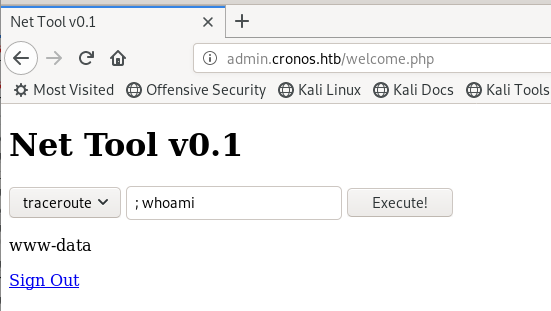 Net Tool v0.1
admin.cronos.htb/welcome.php
Most Visited Offensive Security Kali Linux Kali Docs Kali Tools
Net Tool v0.1
traceroute ; whoami Execute!
www-data
Sign Out